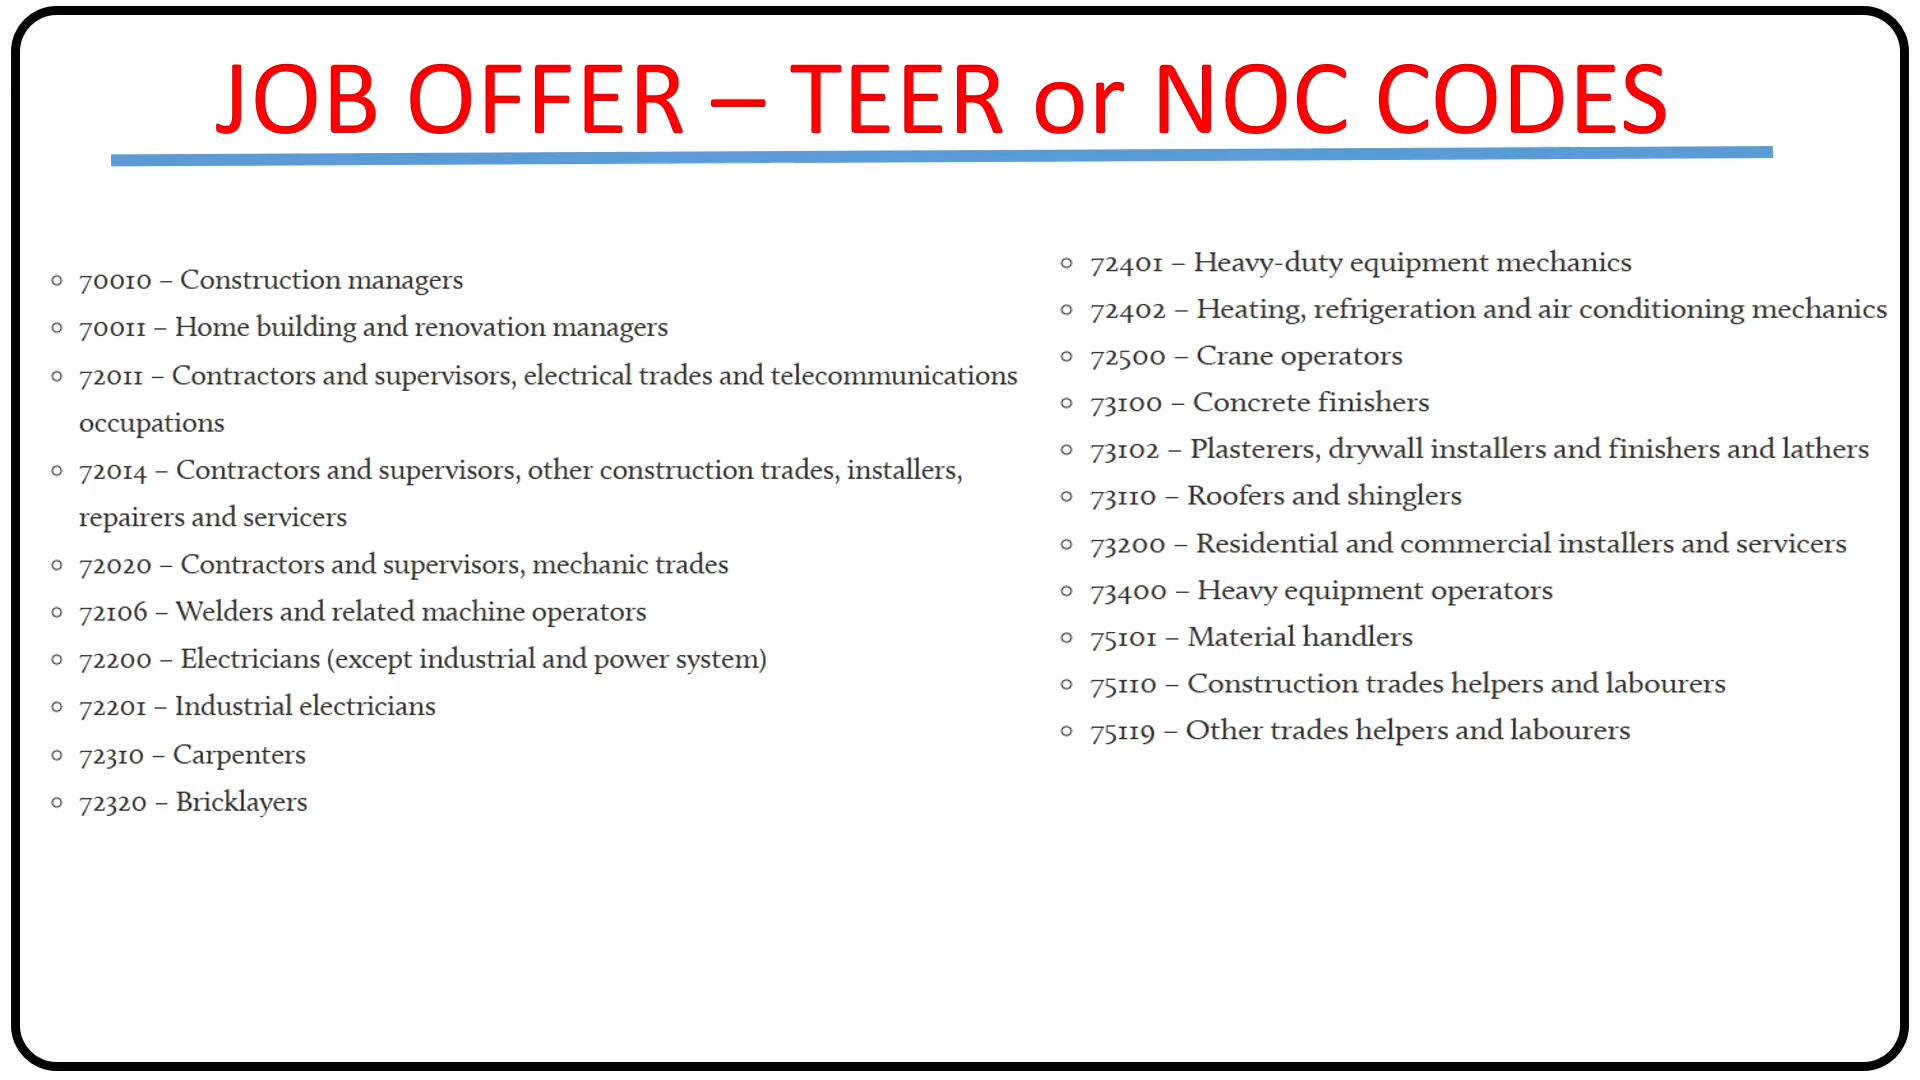 JOB OFFER – TEER or NOC CODES
70010 – Construction managers
70011 – Home building and renovation managers
72011 – Contractors and supervisors, electrical trades and telecommunications
occupations
72014 – Contractors and supervisors, other construction trades, installers,
repairers and servicers
72020 – Contractors and supervisors, mechanic trades
72106 – Welders and related machine operators
72200 – Electricians (except industrial and power system)
72201 – Industrial electricians
72310 – Carpenters
72320 – Bricklayers
72401 – Heavy-duty equipment mechanics
72402 – Heating, refrigeration and air conditioning mechanics
72500 – Crane operators
73100 – Concrete finishers
73102 – Plasterers, drywall installers and finishers and lathers
73110 – Roofers and shinglers
73200 – Residential and commercial installers and servicers
73400 – Heavy equipment operators
75101 – Material handlers
75110 – Construction trades helpers and labourers
75119 – Other trades helpers and labourers